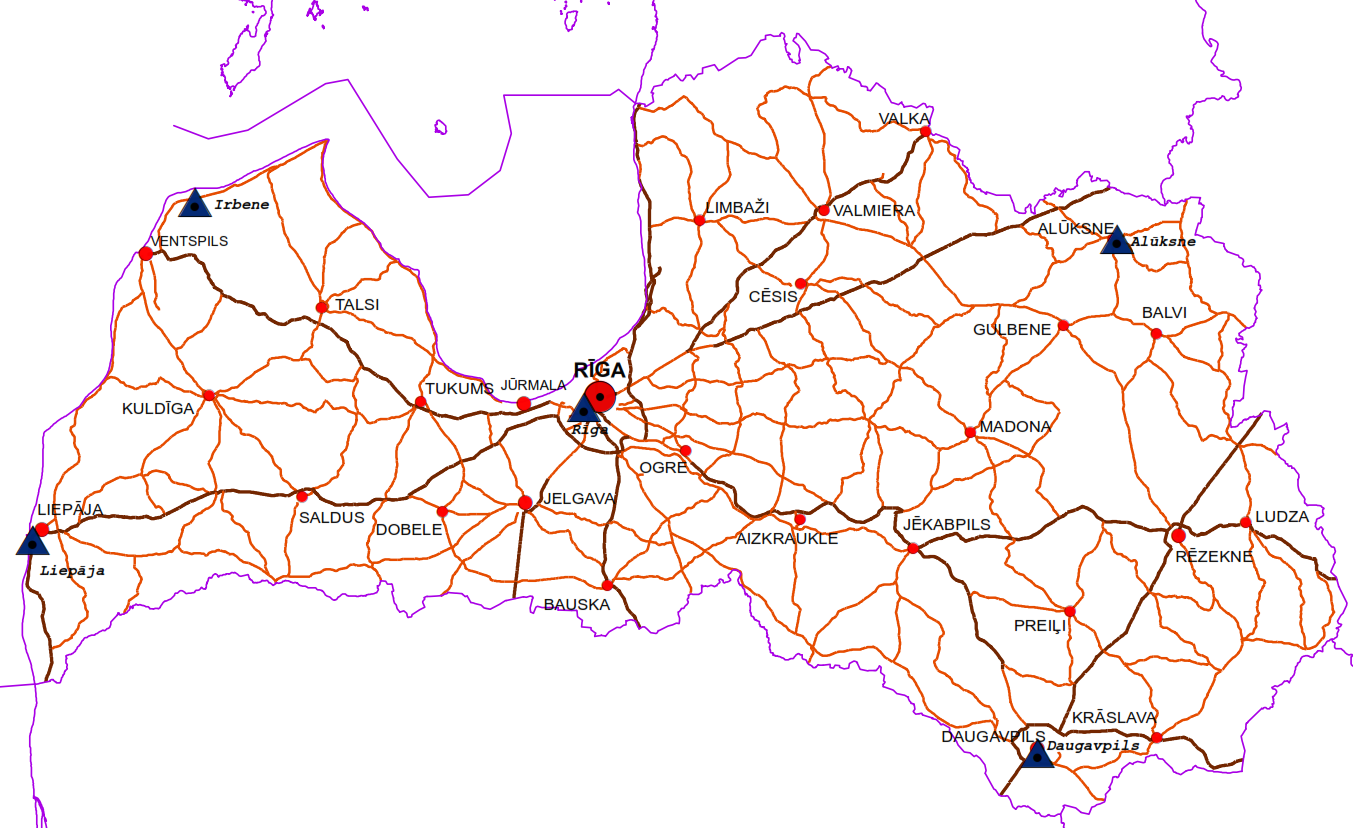 VALKA
Irbene
LIMBAŽI
VALMIERA
VENTSPILS
ALŪKSNE
Alūksne
CĒSIS
TALSI
BALVI
GULBENE
RĪGA
TUKUMS
JŪRMALA
KULDĪGA
Rīga
MADONA
OGRE
JELGAVA
LIEPĀJA
SALDUS
DOBELE
AIZKRAUKLE
JĒKABPILS
LUDZA
RĒZEKNE
Liepāja
BAUSKA
PREIĻI
KRĀSLAVA
DAUGAVPILS
Daugavpils